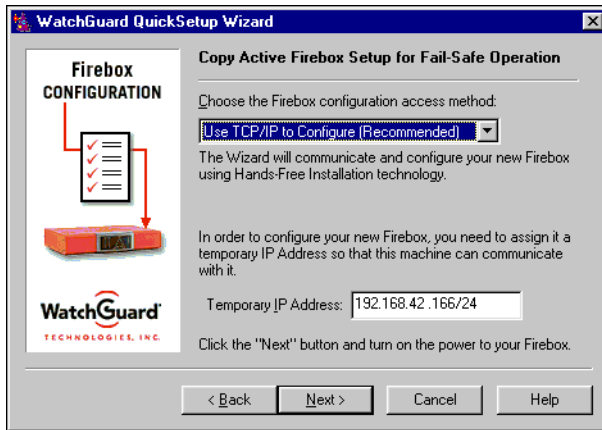 WatchGuard QuickSetup Wizard
Firebox
CONFIGURATION
WatchGuard
TECHNOLOGIES, INC.
Copy Active Firebox Setup for Fail-Safe Operation
Choose the Firebox configuration access method:
Use TCP/IP to Configure (Recommended)
The Wizard will communicate and configure your new Firebox
using Hands-Free Installation technology.
In order to configure your new Firebox, you need to assign it a
temporary IP Address so that this machine can communicate
with it.
Temporary IP Address: 192.168.42 .166/24
Click the "Next" button and turn on the power to your Firebox.
< Back Next > Cancel Help